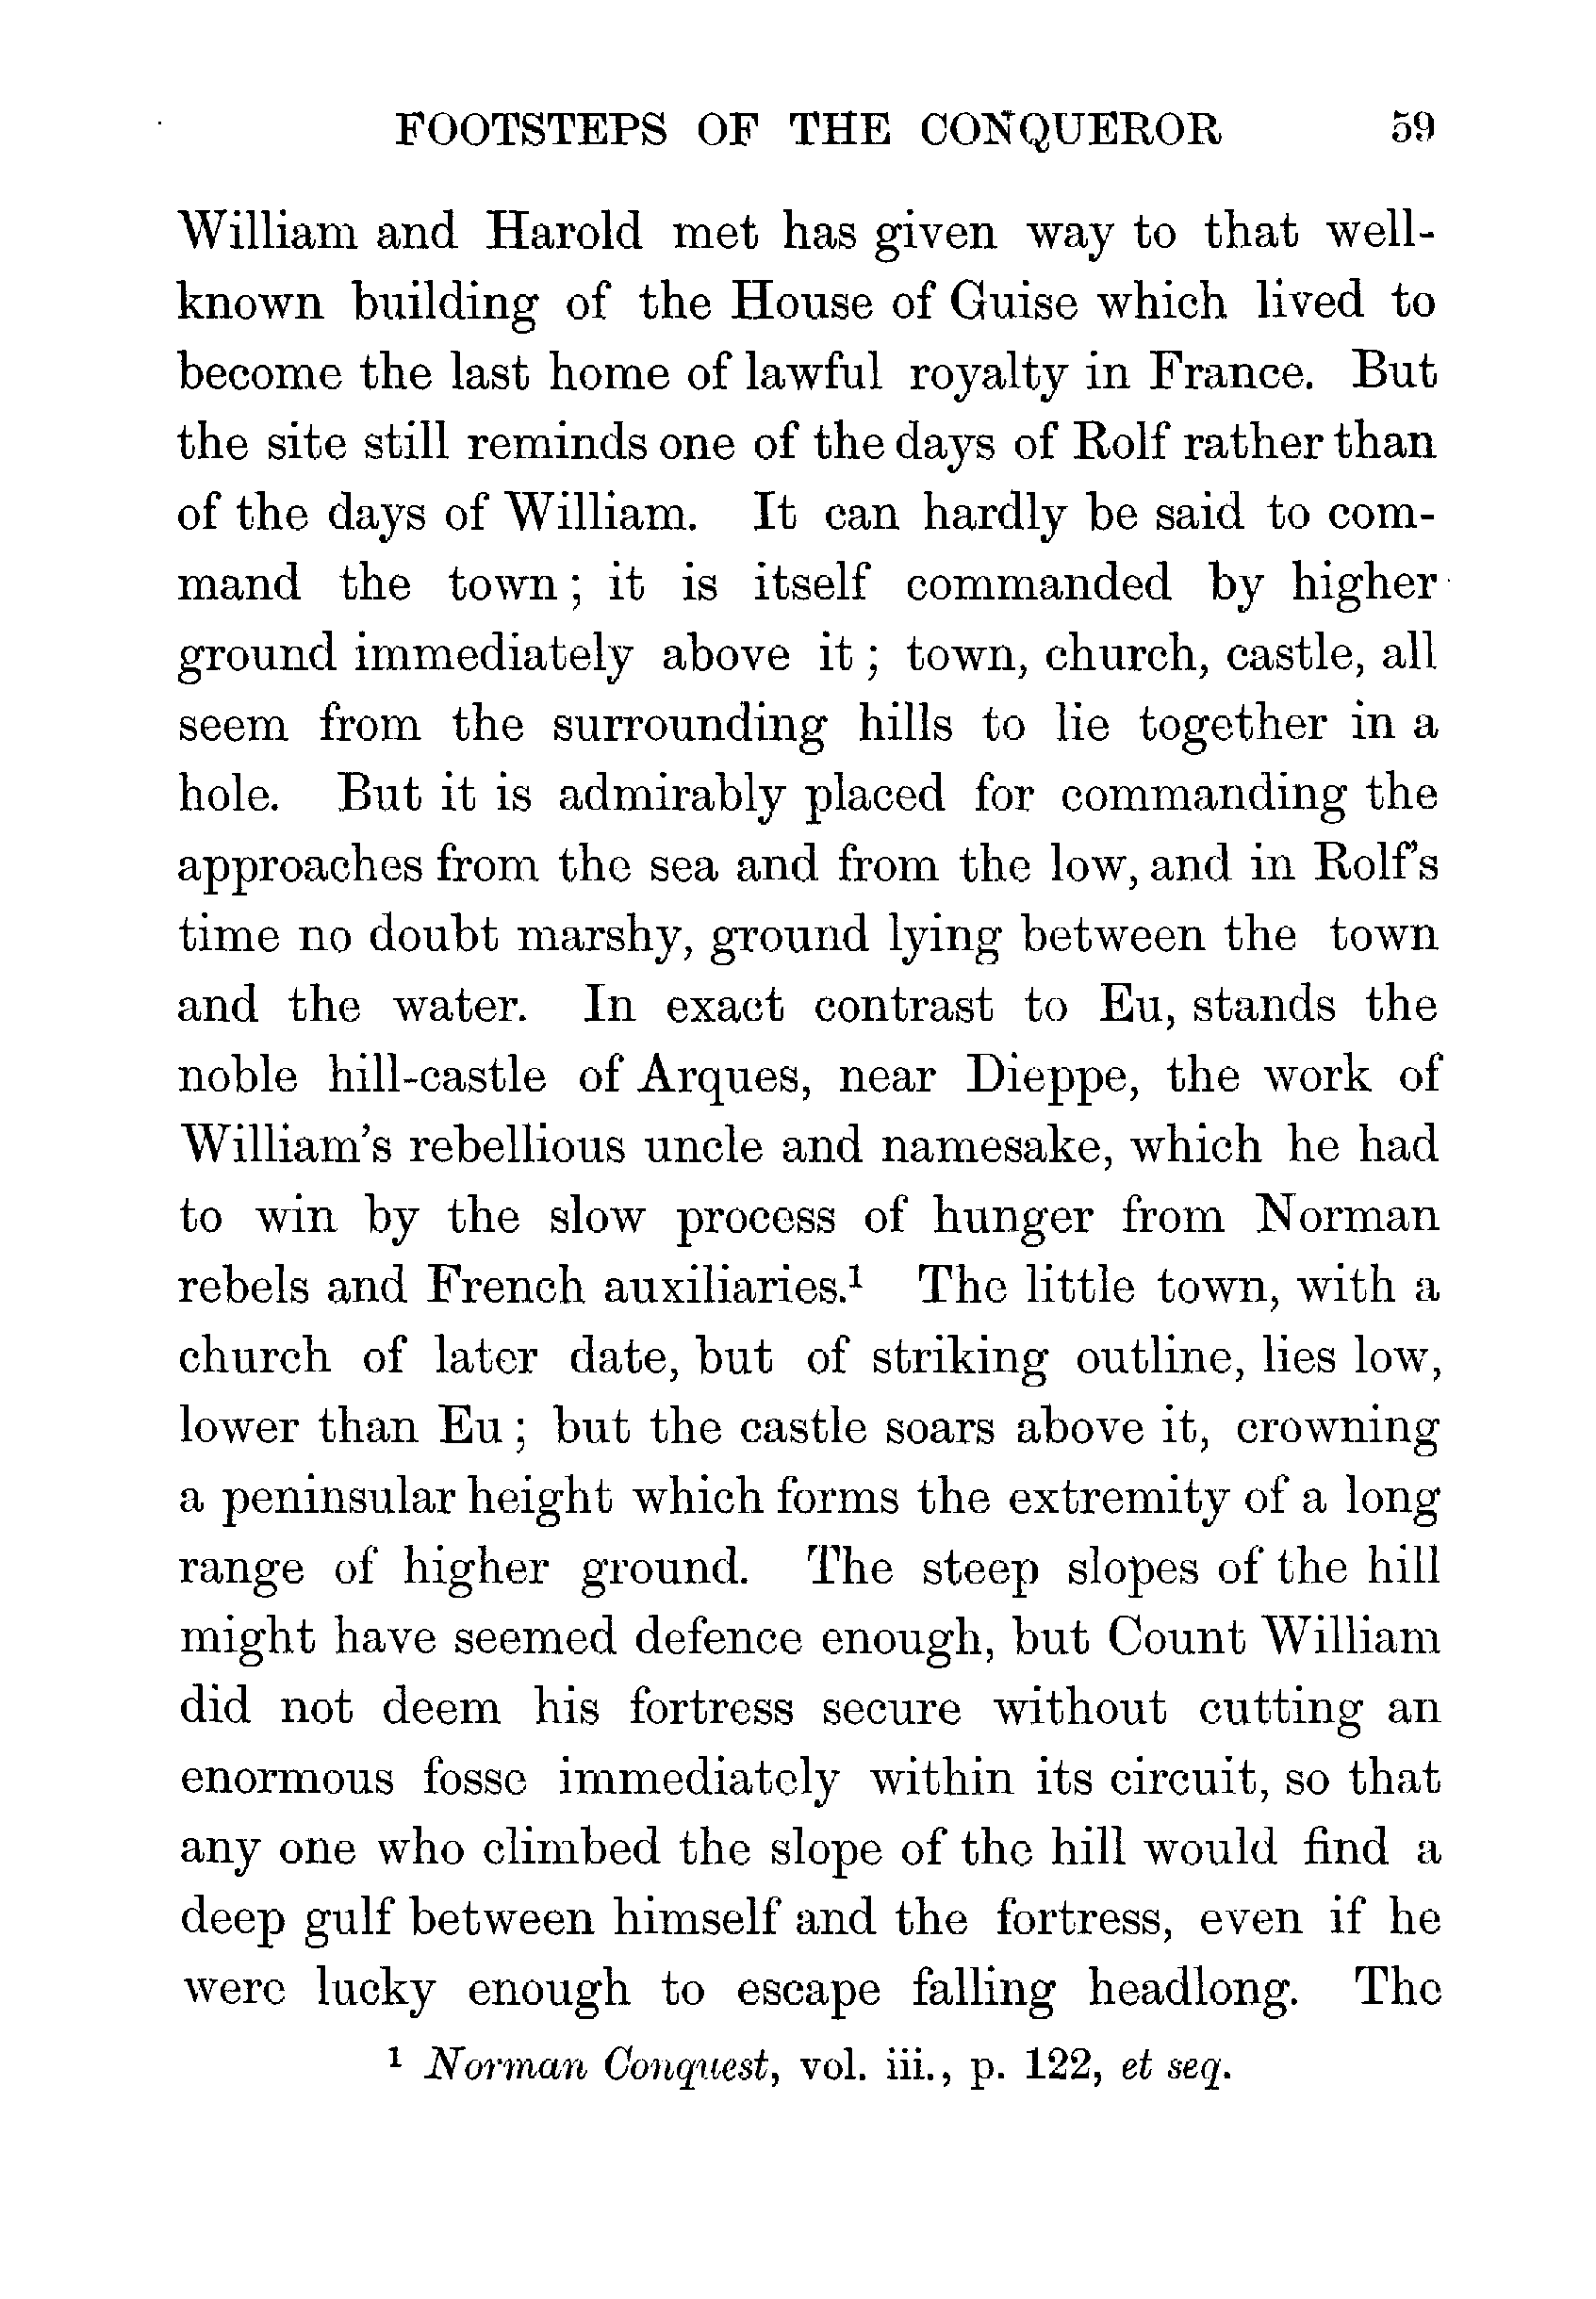 FOOTSTEPS OF THE CONQUEROR 59
William and Harold met has given way to that well-
known building of the House of Guise which lived to
become the last home of lawful royalty in France. But
the site still reminds one of the days of Rolf rather than
of the days of William. It can hardly be said to com-
mand the town; it is itself commanded by higher
ground immediately above it; town, church, castle, all
seem from the surrounding hills to lie together in a
hole. But it is admirably placed for commanding the
approaches from the sea and from the low, and in Rolf's
time no doubt marshy, ground lying between the town
and the water. In exact contrast to Eu, stands the
noble hill-castle of Arques, near Dieppe, the work of
William's rebellious uncle and namesake, which he had
to win by the slow process of hunger from Norman
rebels and French auxiliaries.¹ The little town, with a
church of later date, but of striking outline, lies low,
lower than Eu; but the castle soars above it, crowning
a peninsular height which forms the extremity of a long
range of higher ground. The steep slopes of the hill
might have seemed defence enough, but Count William
did not deem his fortress secure without cutting an
enormous fosse immediately within its circuit, so that
any one who climbed the slope of the hill would find a
deep gulf between himself and the fortress, even if he
were lucky enough to escape falling headlong. The
¹ Norman Conquest, vol. iii., p. 122, et seq.